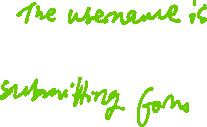 The username is
submitting form